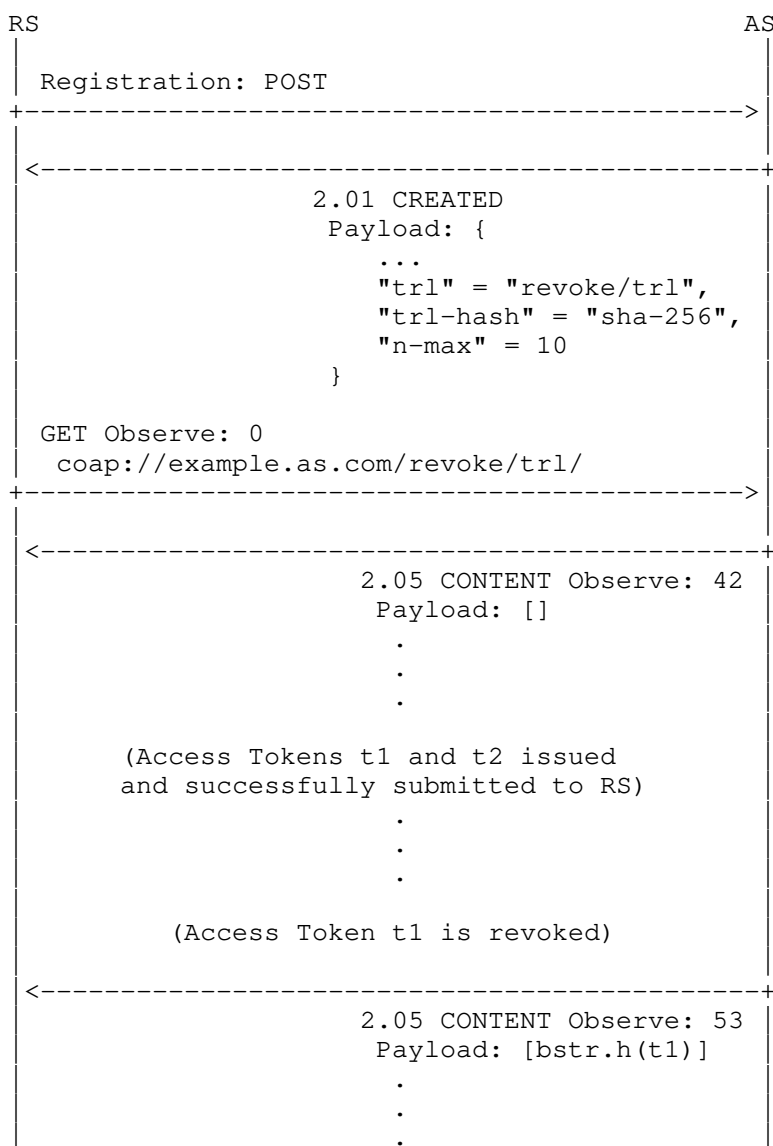 RS AS
Registration: POST
2.01 CREATED
Payload: {
...
"trl" = "revoke/trl",
"trl-hash" = "sha-256",
"n-max" = 10
}
GET Observe: 0
coap://example.as.com/revoke/trl/
2.05 CONTENT Observe: 42
Payload: []
.
.
.
(Access Tokens t1 and t2 issued
and successfully submitted to RS)
.
.
.
(Access Token t1 is revoked)
2.05 CONTENT Observe: 53
Payload: [bstr.h(t1)]
.
.
.